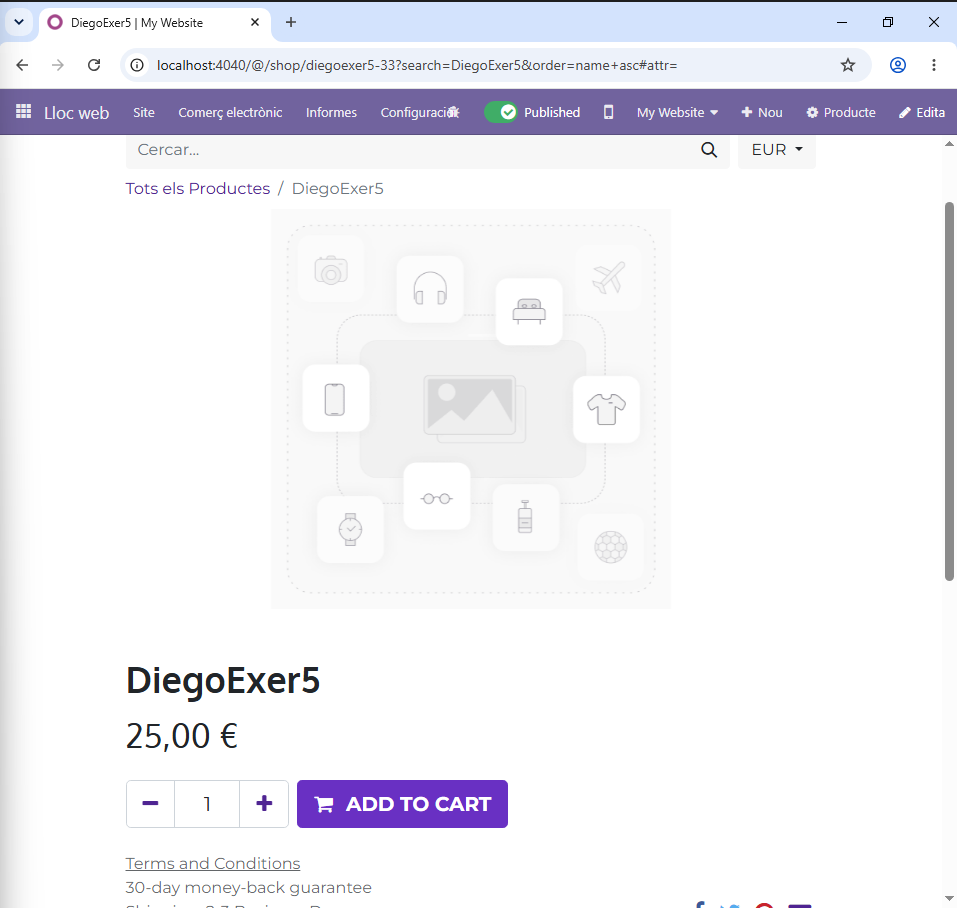 DiegoExer5 | My Website
localhost:4040/@/shop/diegoexer5-33?search=DiegoExer5&order=name+asc#attr=
Lloc web Site Comerç electrònic Informes Published My Website Nou Producte Edita
Cercar... EUR
Tots els Productes / DiegoExer5
DiegoExer5
25,00 €
1 ADD TO CART
Terms and Conditions
30-day money-back guarantee